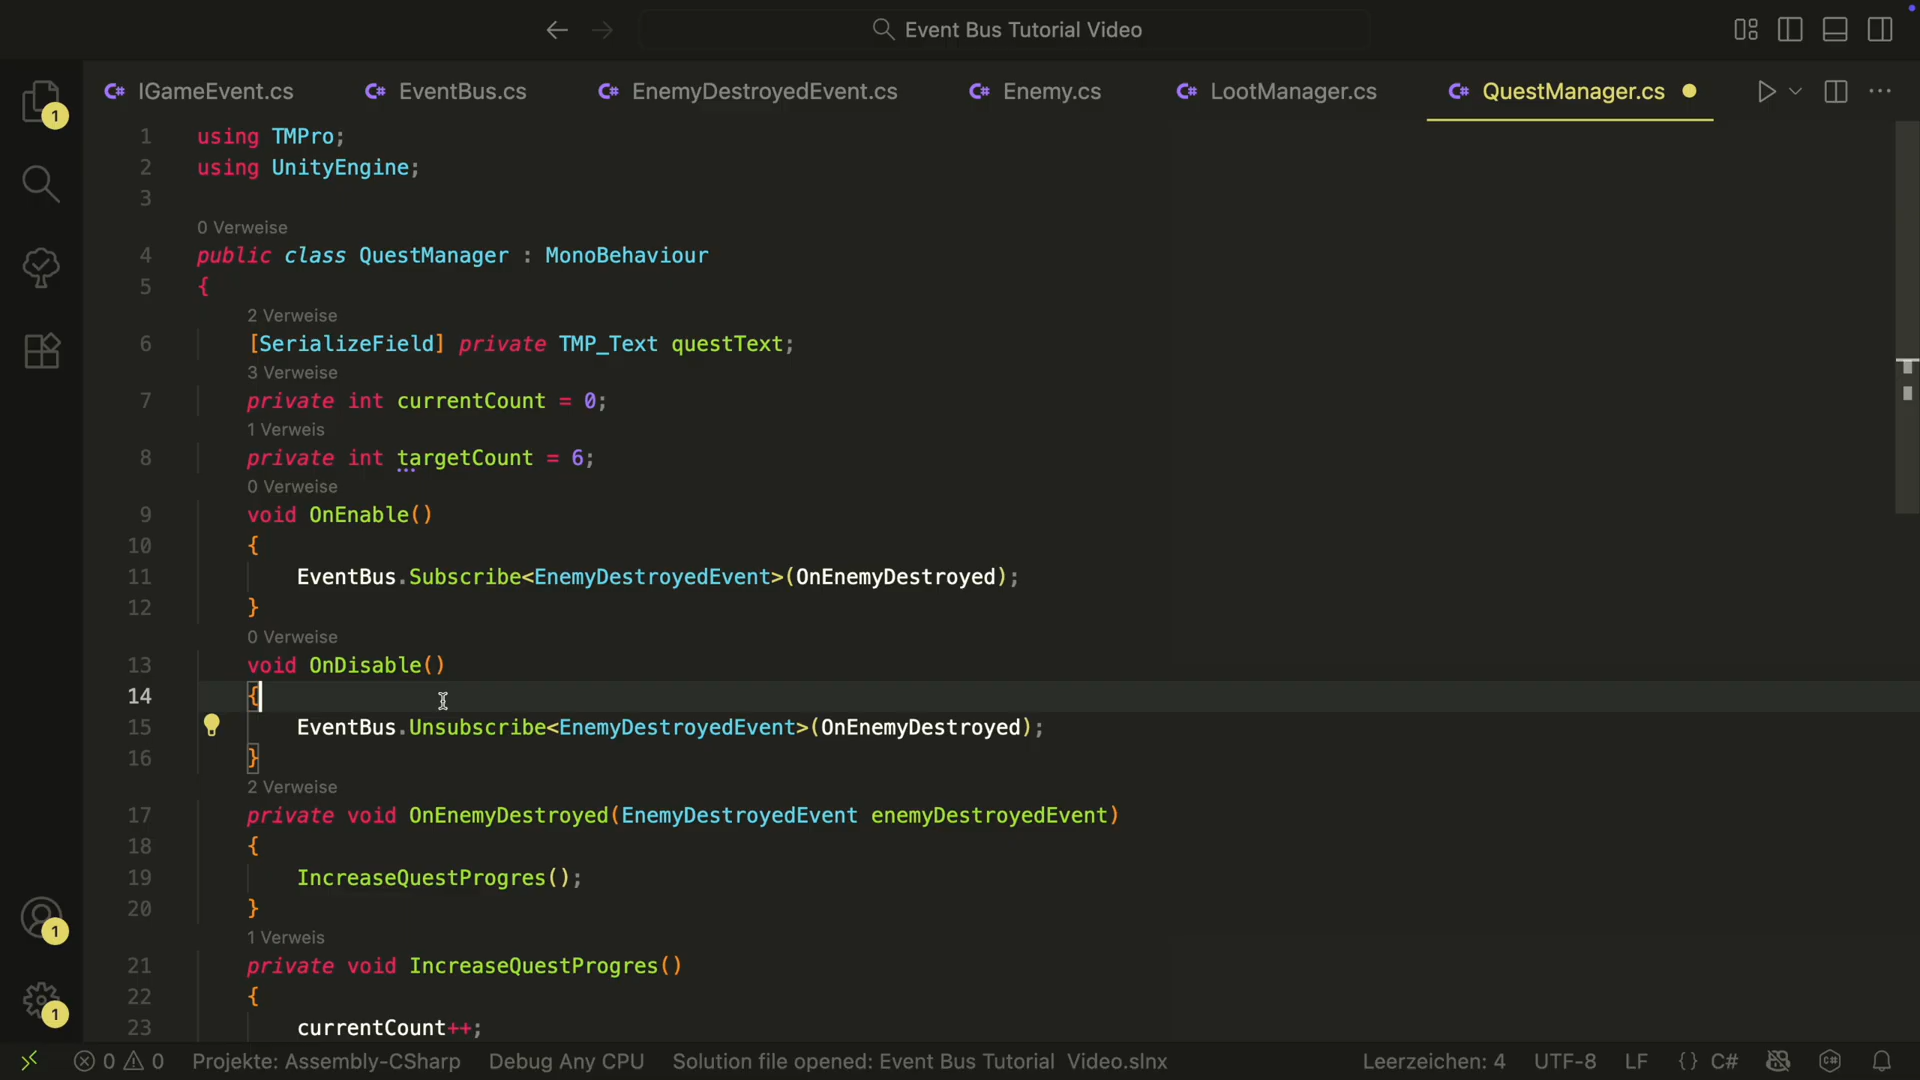 Event Bus Tutorial Video
IGameEvent.cs
EventBus.cs
EnemyDestroyedEvent.cs
Enemy.cs
LootManager.cs
QuestManager.cs
1
1 using TMPro;
2 using UnityEngine;
3
0 Verweise
4 public class QuestManager : MonoBehaviour
5 {
2 Verweise
6 [SerializeField] private TMP_Text questText;
3 Verweise
7 private int currentCount = 0;
1 Verweis
8 private int targetCount = 6;
0 Verweise
9 void OnEnable()
10 {
11 EventBus.Subscribe<EnemyDestroyedEvent>(OnEnemyDestroyed);
12 }
0 Verweise
13 void OnDisable()
14 {
15 EventBus.Unsubscribe<EnemyDestroyedEvent>(OnEnemyDestroyed);
16 }
2 Verweise
17 private void OnEnemyDestroyed(EnemyDestroyedEvent enemyDestroyedEvent)
18 {
19 IncreaseQuestProgres();
20 }
1 Verweis
21 private void IncreaseQuestProgres()
22 {
23 currentCount++;
1
1
0 0 Projekte: Assembly-CSharp Debug Any CPU Solution file opened: Event Bus Tutorial Video.slnx Leerzeichen: 4 UTF-8 LF {} C#